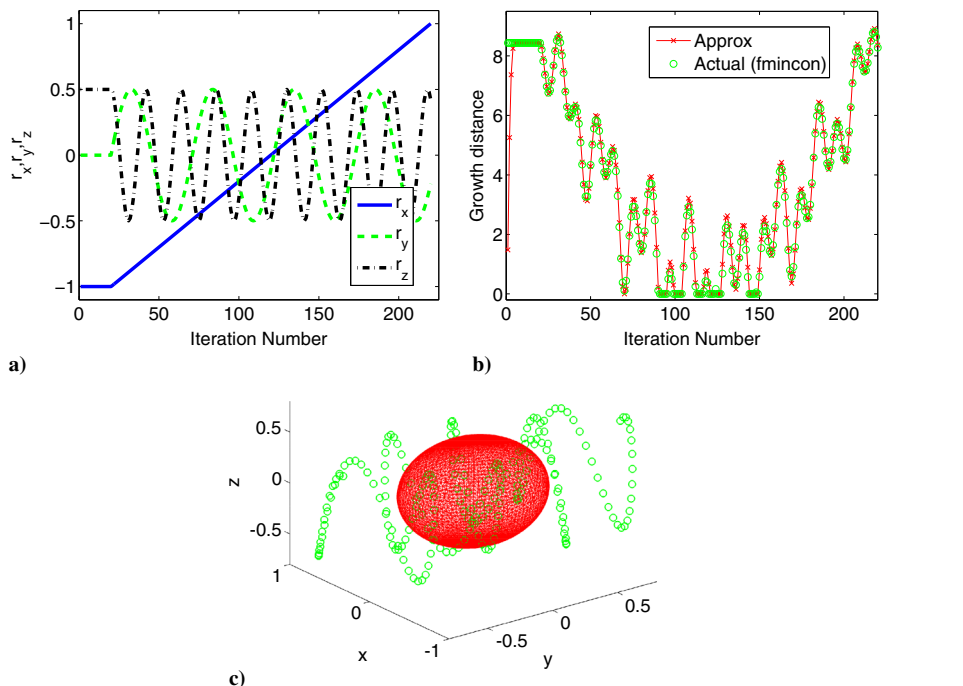 1
0.5
0
−0.5
−1
r_x,r_y,r_z
r_x
r_y
r_z
0 50 100 150 200
Iteration Number
a)
8
6
4
2
0
Growth distance
Approx
Actual (fmincon)
0 50 100 150 200
Iteration Number
b)
0.5
0
-0.5
z
1
0
-1
x
-0.5
0
0.5
y
c)